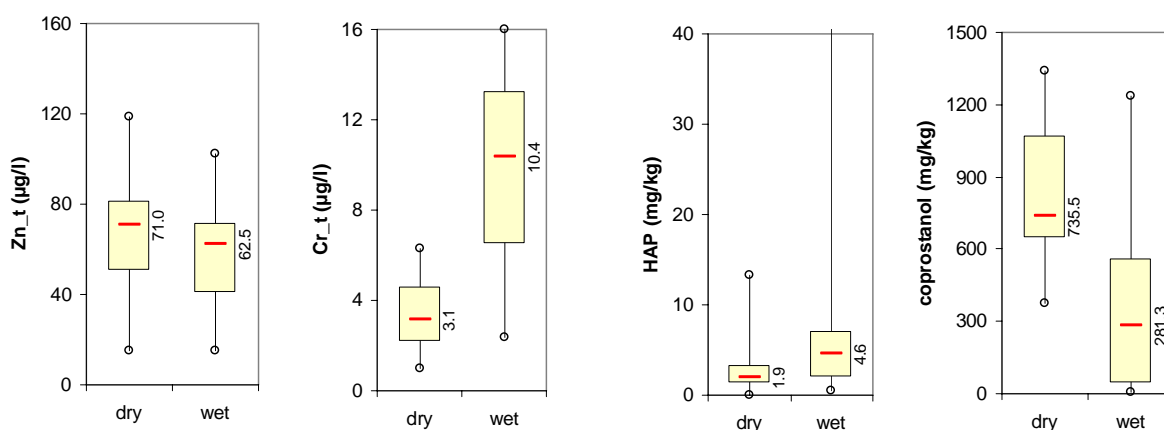 Zn_t (µg/l)
160
120
80
40
0
71.0
62.5
dry
wet
Cr_t (µg/l)
16
12
8
4
0
3.1
10.4
dry
wet
HAP (mg/kg)
40
30
20
10
0
1.9
4.6
dry
wet
coprostanol (mg/kg)
1500
1200
900
600
300
0
735.5
281.3
dry
wet